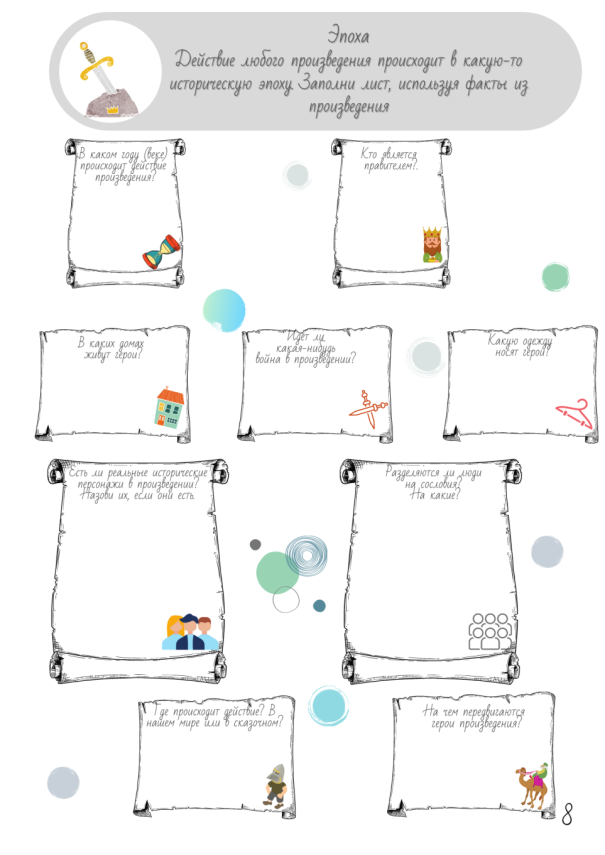 Эпоха
Действие любого произведения происходит в какую-то
историческую эпоху. Заполни лист, используя факты из
произведения
В каком году (веке)
происходит действие
произведения?
Кто является
правителем?.
В каких домах
живут герои?
Идет ли
какая-нибудь
война в произведении?
Какую одежду
носят герои?
Есть ли реальные исторические
персонажи в произведении?
Назови их, если они есть.
Разделяются ли люди
на сословия?
На какие?
Где происходит действие? В
нашем мире или в сказочном?
На чем передвигаются
герои произведения?
8